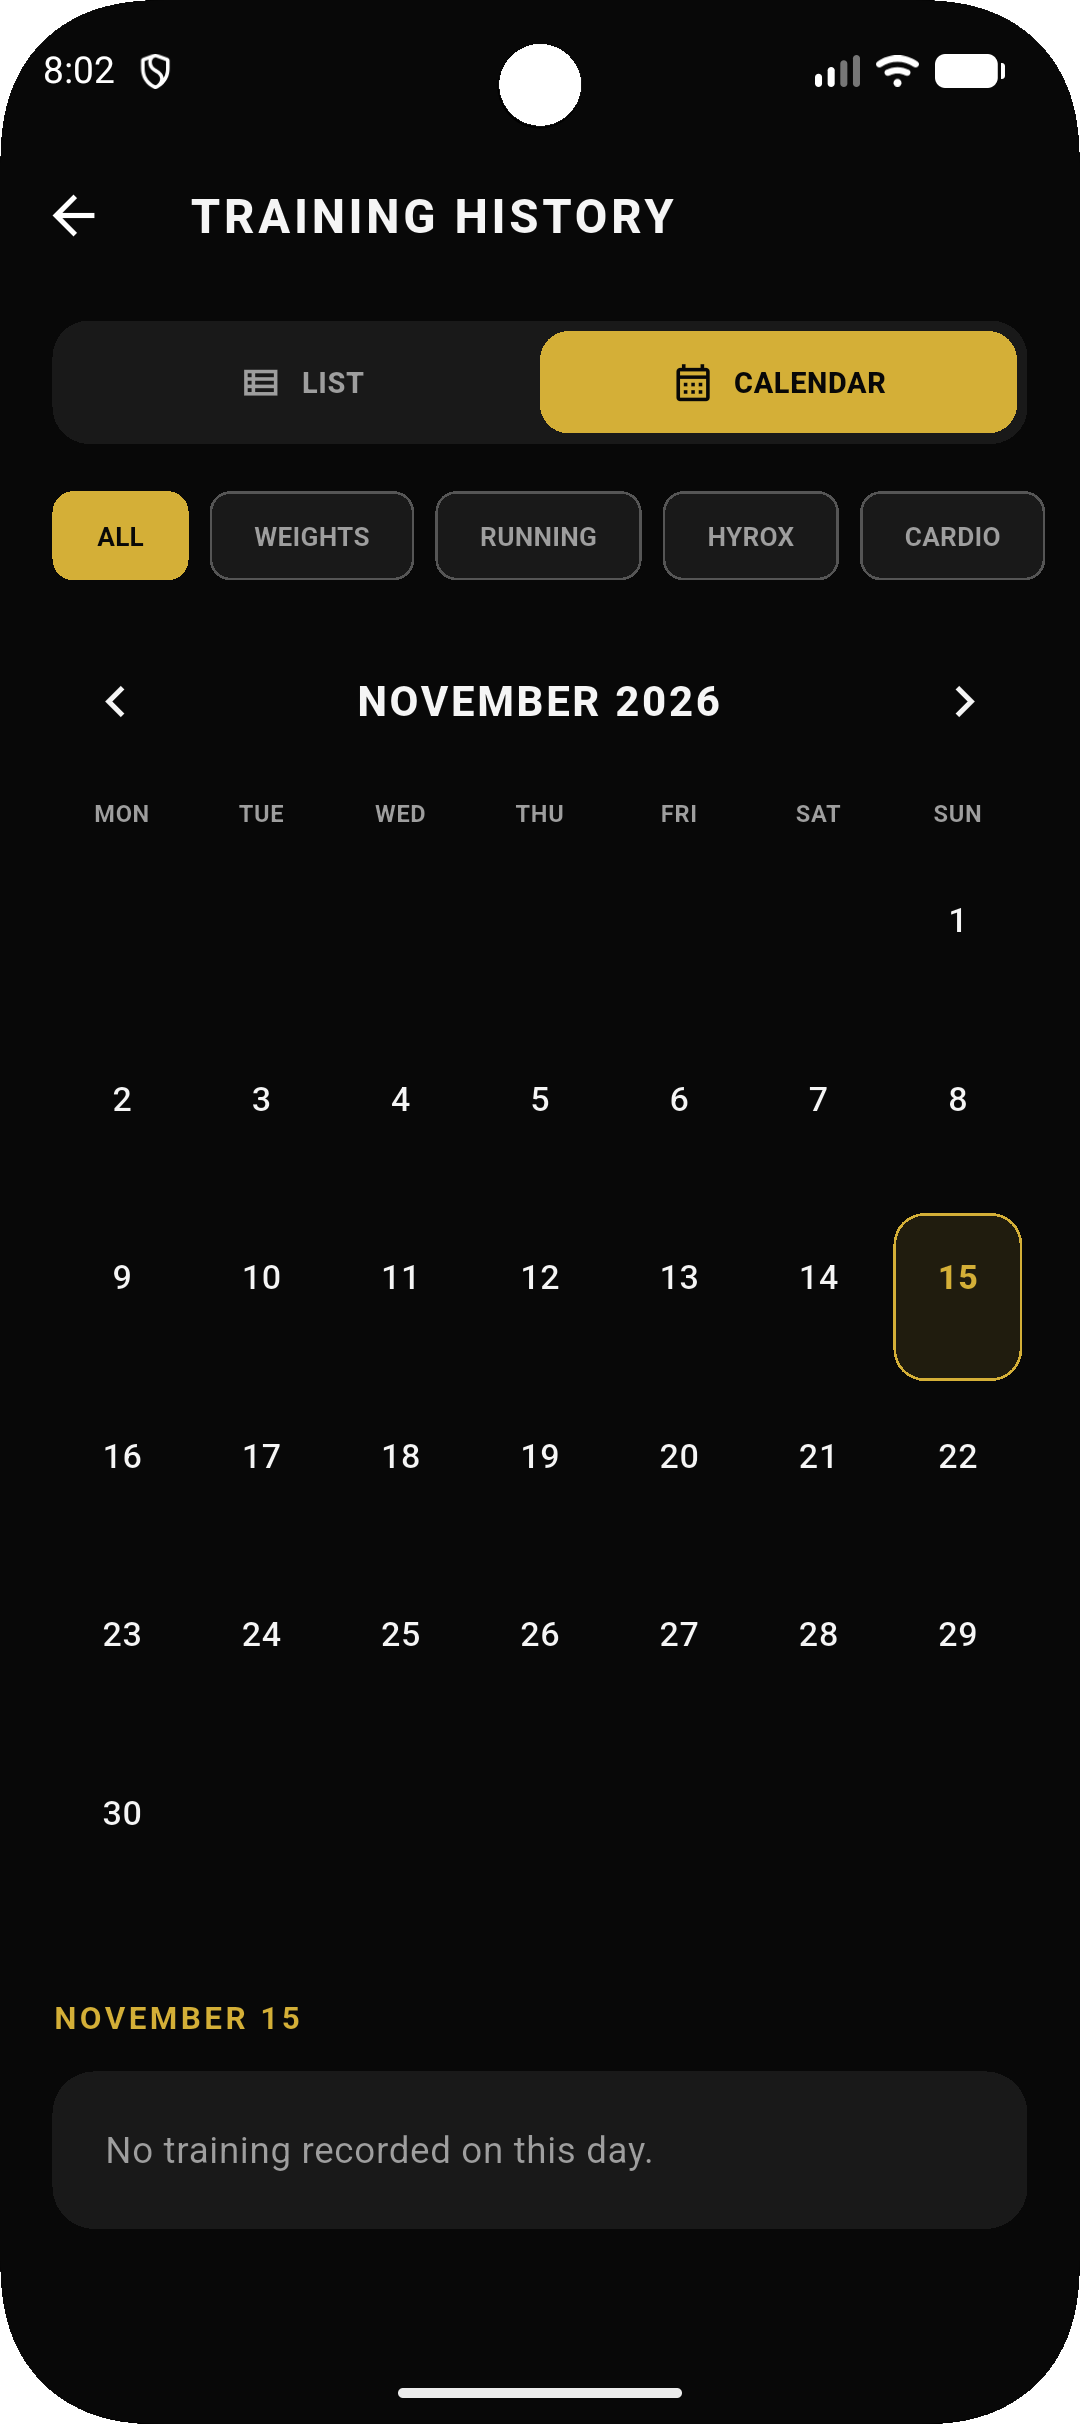 8:02
TRAINING HISTORY
LIST CALENDAR
ALL WEIGHTS RUNNING HYROX CARDIO
NOVEMBER 2026
MON TUE WED THU FRI SAT SUN
1
2 3 4 5 6 7 8
9 10 11 12 13 14 15
16 17 18 19 20 21 22
23 24 25 26 27 28 29
30
NOVEMBER 15
No training recorded on this day.